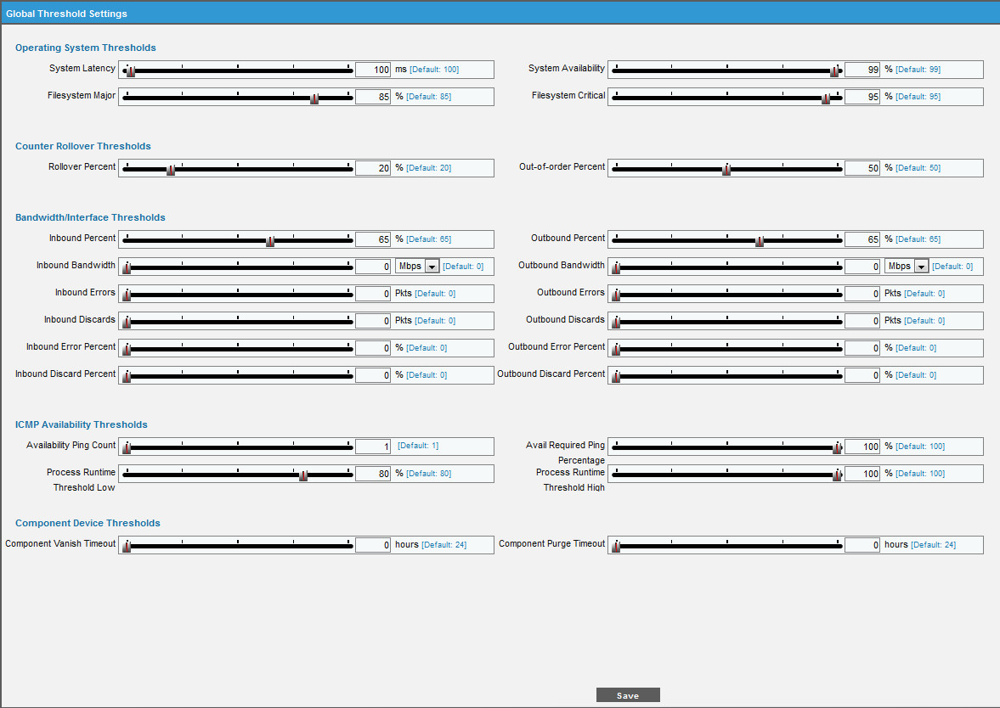 Global Threshold Settings
Operating System Thresholds
System Latency 100 ms [Default: 100] System Availability 99 % [Default: 99]
Filesystem Major 85 % [Default: 85] Filesystem Critical 95 % [Default: 95]
Counter Rollover Thresholds
Rollover Percent 20 % [Default: 20] Out-of-order Percent 50 % [Default: 50]
Bandwidth/Interface Thresholds
Inbound Percent 65 % [Default: 65] Outbound Percent 65 % [Default: 65]
Inbound Bandwidth 0 Mbps [Default: 0] Outbound Bandwidth 0 Mbps [Default: 0]
Inbound Errors 0 Pkts [Default: 0] Outbound Errors 0 Pkts [Default: 0]
Inbound Discards 0 Pkts [Default: 0] Outbound Discards 0 Pkts [Default: 0]
Inbound Error Percent 0 % [Default: 0] Outbound Error Percent 0 % [Default: 0]
Inbound Discard Percent 0 % [Default: 0] Outbound Discard Percent 0 % [Default: 0]
ICMP Availability Thresholds
Availability Ping Count 1 [Default: 1] Avail Required Ping 100 % [Default: 100]
Percentage
Process Runtime 80 % [Default: 80] Process Runtime 100 % [Default: 100]
Threshold Low Threshold High
Component Device Thresholds
Component Vanish Timeout 0 hours [Default: 24] Component Purge Timeout 0 hours [Default: 24]
Save